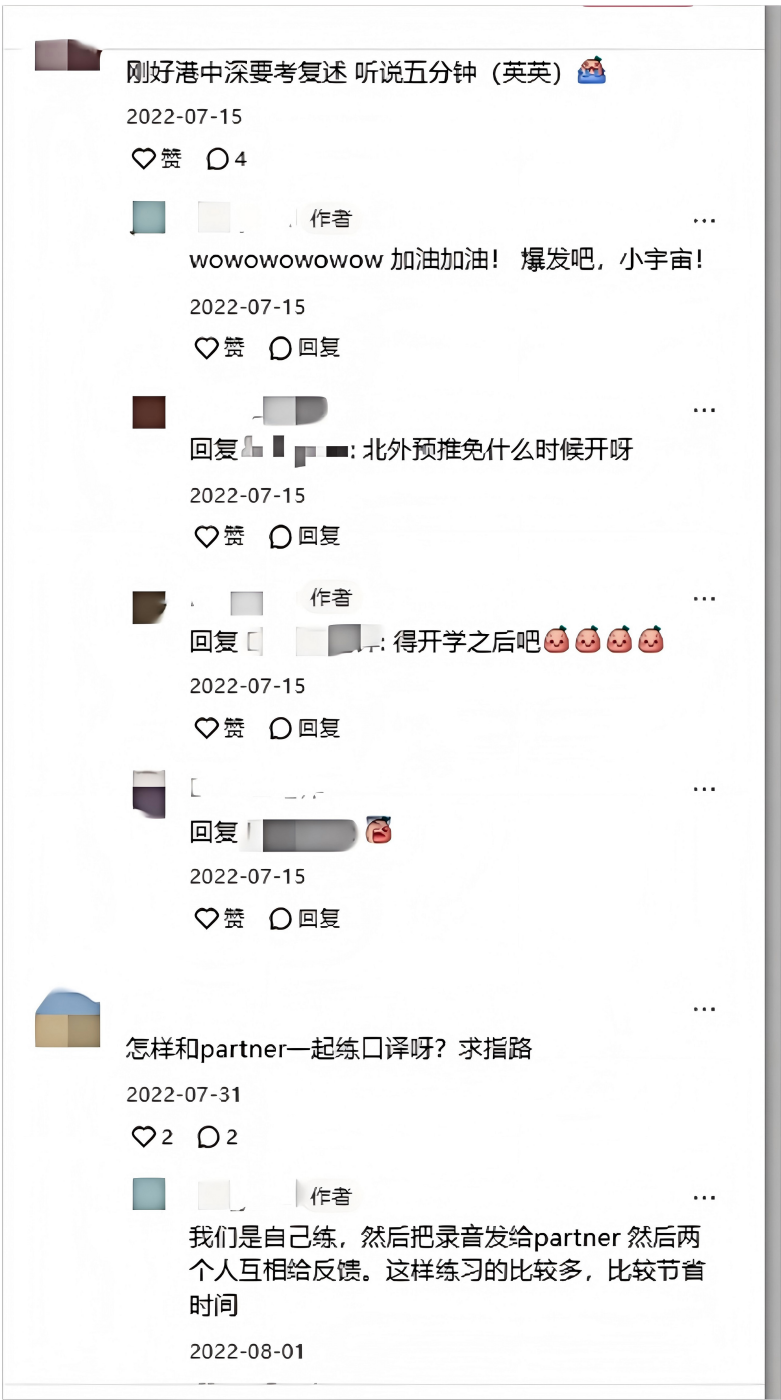 刚好港中深要考复述 听说五分钟（英英）
2022-07-15
赞 4
作者
wowowowowow 加油加油！ 爆发吧，小宇宙！
2022-07-15
赞 回复
回复 : 北外预推免什么时候开呀
2022-07-15
赞 回复
作者
回复 : 得开学之后吧
2022-07-15
赞 回复
回复
2022-07-15
赞 回复
怎样和partner一起练口译呀？求指路
2022-07-31
2 2
作者
我们是自己练，然后把录音发给partner 然后两
个人互相给反馈。这样练习的比较多，比较节省
时间
2022-08-01